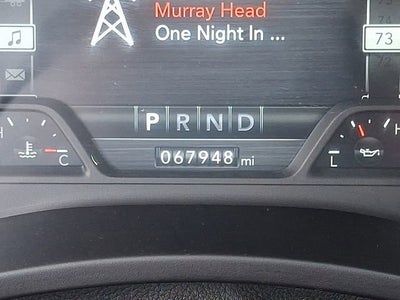 Murray Head
One Night In ...
73
P R N D
067948 mi
H
C
H
L